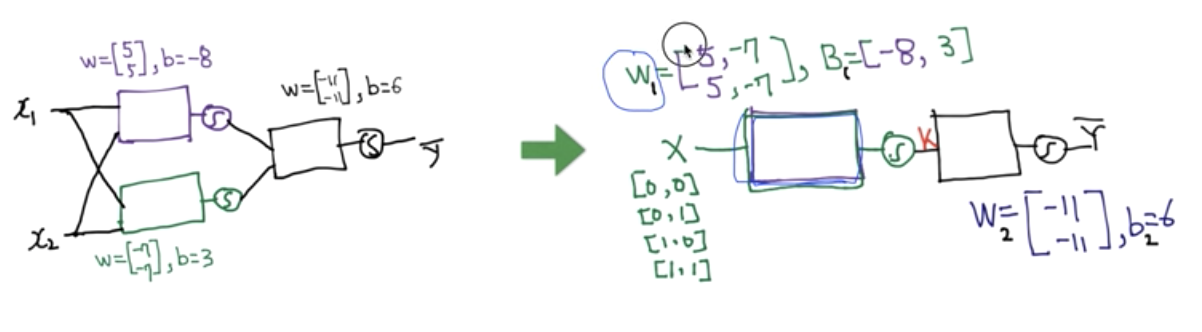 w=[5 5], b=-8
w=[-11 -11], b=6
x₁
S
S
Ȳ
S
x₂
w=[-7 -7], b=3
W₁=[5, -7
5, -7], B₁=[-8, 3]
X
S
K
S
Ȳ
[0,0]
[0,1]
[1,0]
[1,1]
W₂=[-11
-11], b₂=6